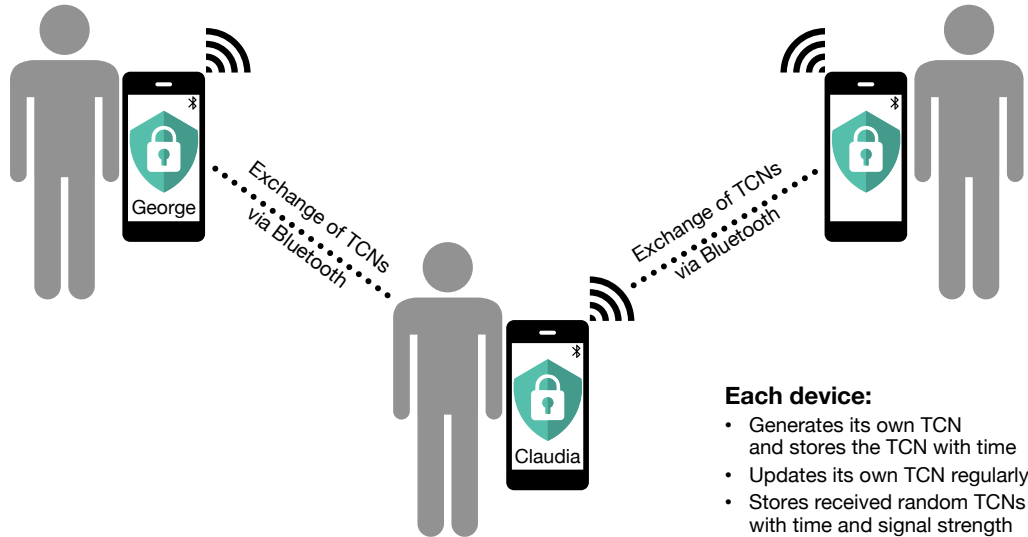 George
Exchange of TCNs
via Bluetooth
Exchange of TCNs
via Bluetooth
Claudia
Each device:
• Generates its own TCN
and stores the TCN with time
• Updates its own TCN regularly
• Stores received random TCNs
with time and signal strength